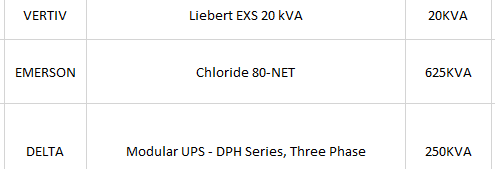 VERTIV Liebert EXS 20 kVA 20KVA
EMERSON Chloride 80-NET 625KVA
DELTA Modular UPS - DPH Series, Three Phase 250KVA